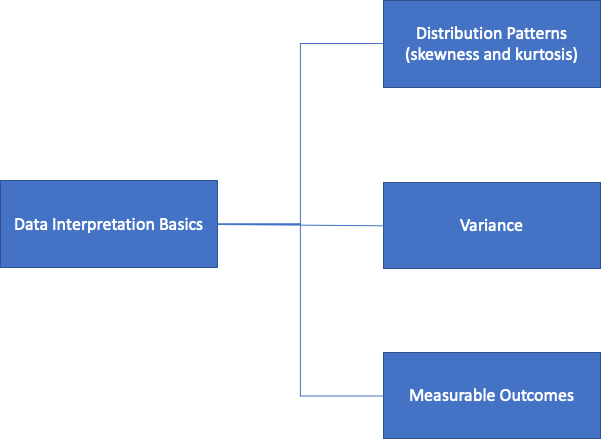 Distribution Patterns
(skewness and kurtosis)
Data Interpretation Basics
Variance
Measurable Outcomes